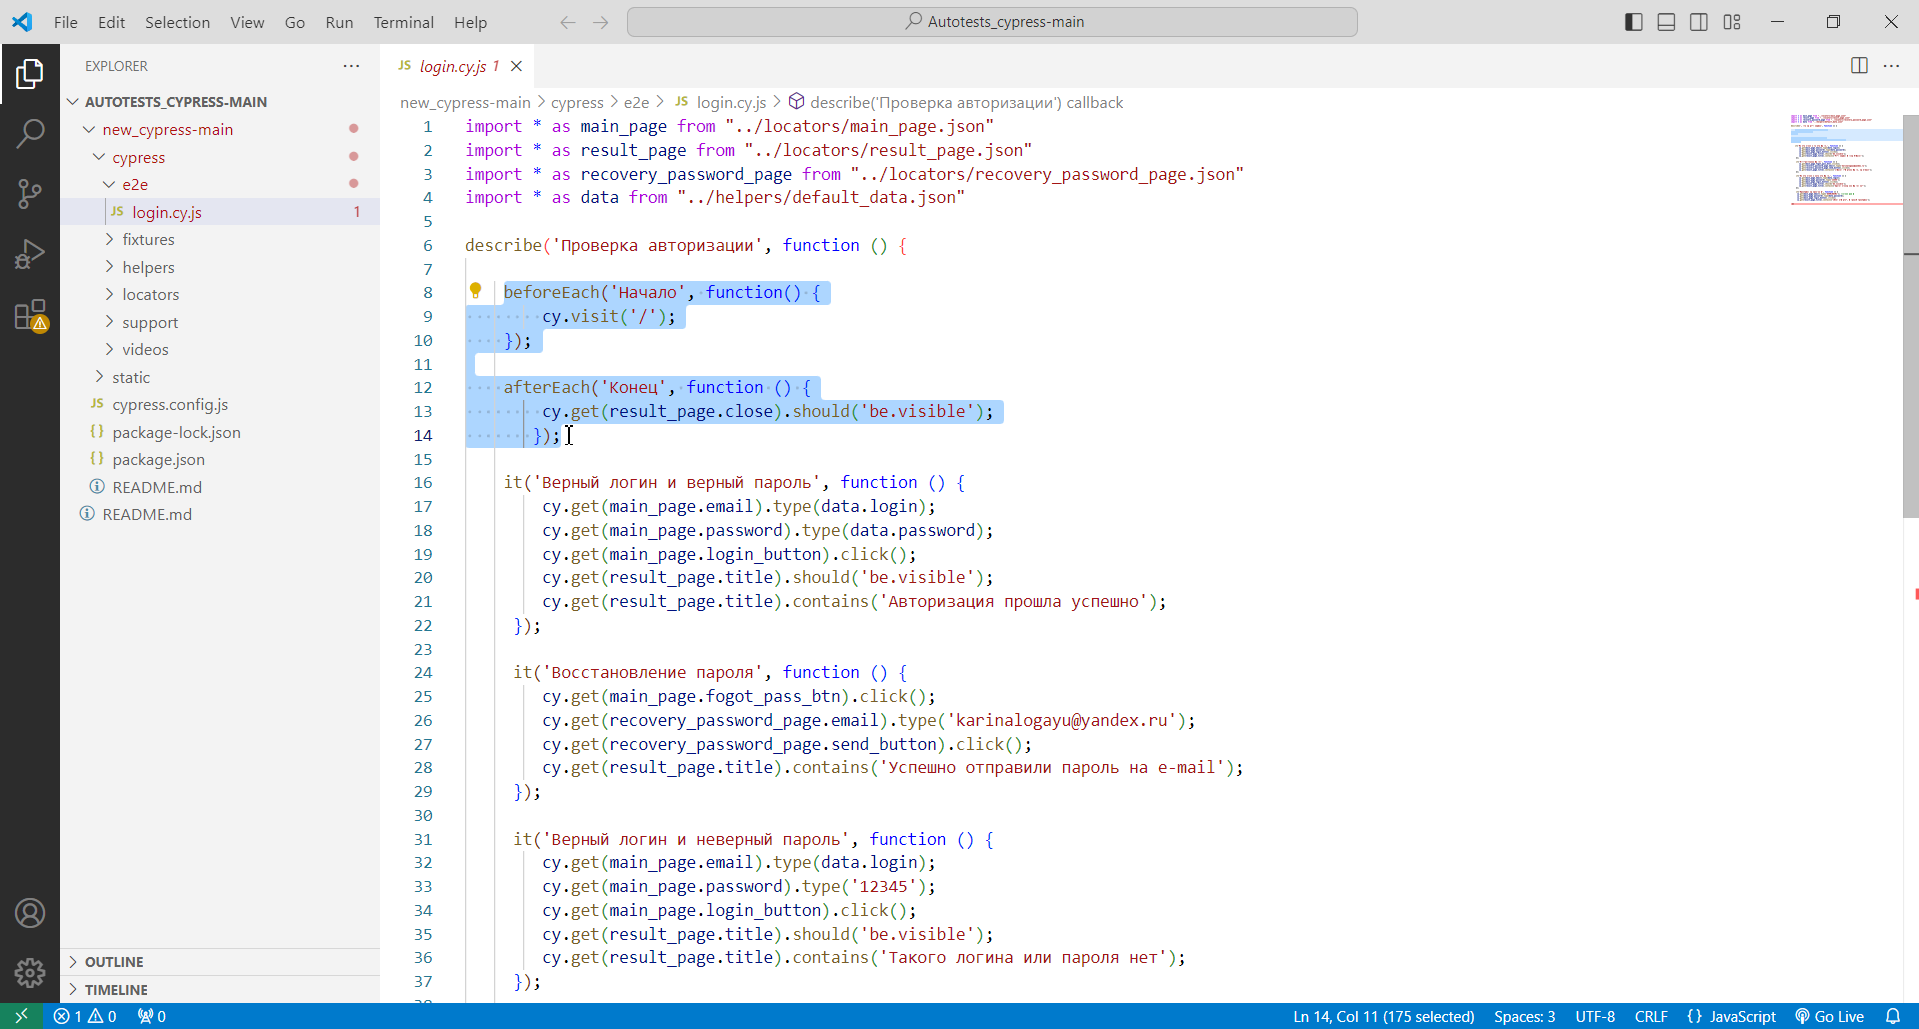 File Edit Selection View Go Run Terminal Help
Autotests_cypress-main
EXPLORER
AUTOTESTS_CYPRESS-MAIN
new_cypress-main
cypress
e2e
JS login.cy.js 1
fixtures
helpers
locators
support
videos
static
JS cypress.config.js
{} package-lock.json
{} package.json
README.md
README.md
OUTLINE
TIMELINE
JS login.cy.js 1
new_cypress-main > cypress > e2e > JS login.cy.js > describe('Проверка авторизации') callback
1 import * as main_page from "../locators/main_page.json"
2 import * as result_page from "../locators/result_page.json"
3 import * as recovery_password_page from "../locators/recovery_password_page.json"
4 import * as data from "../helpers/default_data.json"
5
6 describe('Проверка авторизации', function () {
7
8 beforeEach('Начало', function() {
9 cy.visit('/');
10 });
11
12 afterEach('Конец', function () {
13 cy.get(result_page.close).should('be.visible');
14 });
15
16 it('Верный логин и верный пароль', function () {
17 cy.get(main_page.email).type(data.login);
18 cy.get(main_page.password).type(data.password);
19 cy.get(main_page.login_button).click();
20 cy.get(result_page.title).should('be.visible');
21 cy.get(result_page.title).contains('Авторизация прошла успешно');
22 });
23
24 it('Восстановление пароля', function () {
25 cy.get(main_page.fogot_pass_btn).click();
26 cy.get(recovery_password_page.email).type('karinalogayu@yandex.ru');
27 cy.get(recovery_password_page.send_button).click();
28 cy.get(result_page.title).contains('Успешно отправили пароль на e-mail');
29 });
30
31 it('Верный логин и неверный пароль', function () {
32 cy.get(main_page.email).type(data.login);
33 cy.get(main_page.password).type('12345');
34 cy.get(main_page.login_button).click();
35 cy.get(result_page.title).should('be.visible');
36 cy.get(result_page.title).contains('Такого логина или пароля нет');
37 });
1 0 0
Ln 14, Col 11 (175 selected) Spaces: 3 UTF-8 CRLF {} JavaScript Go Live